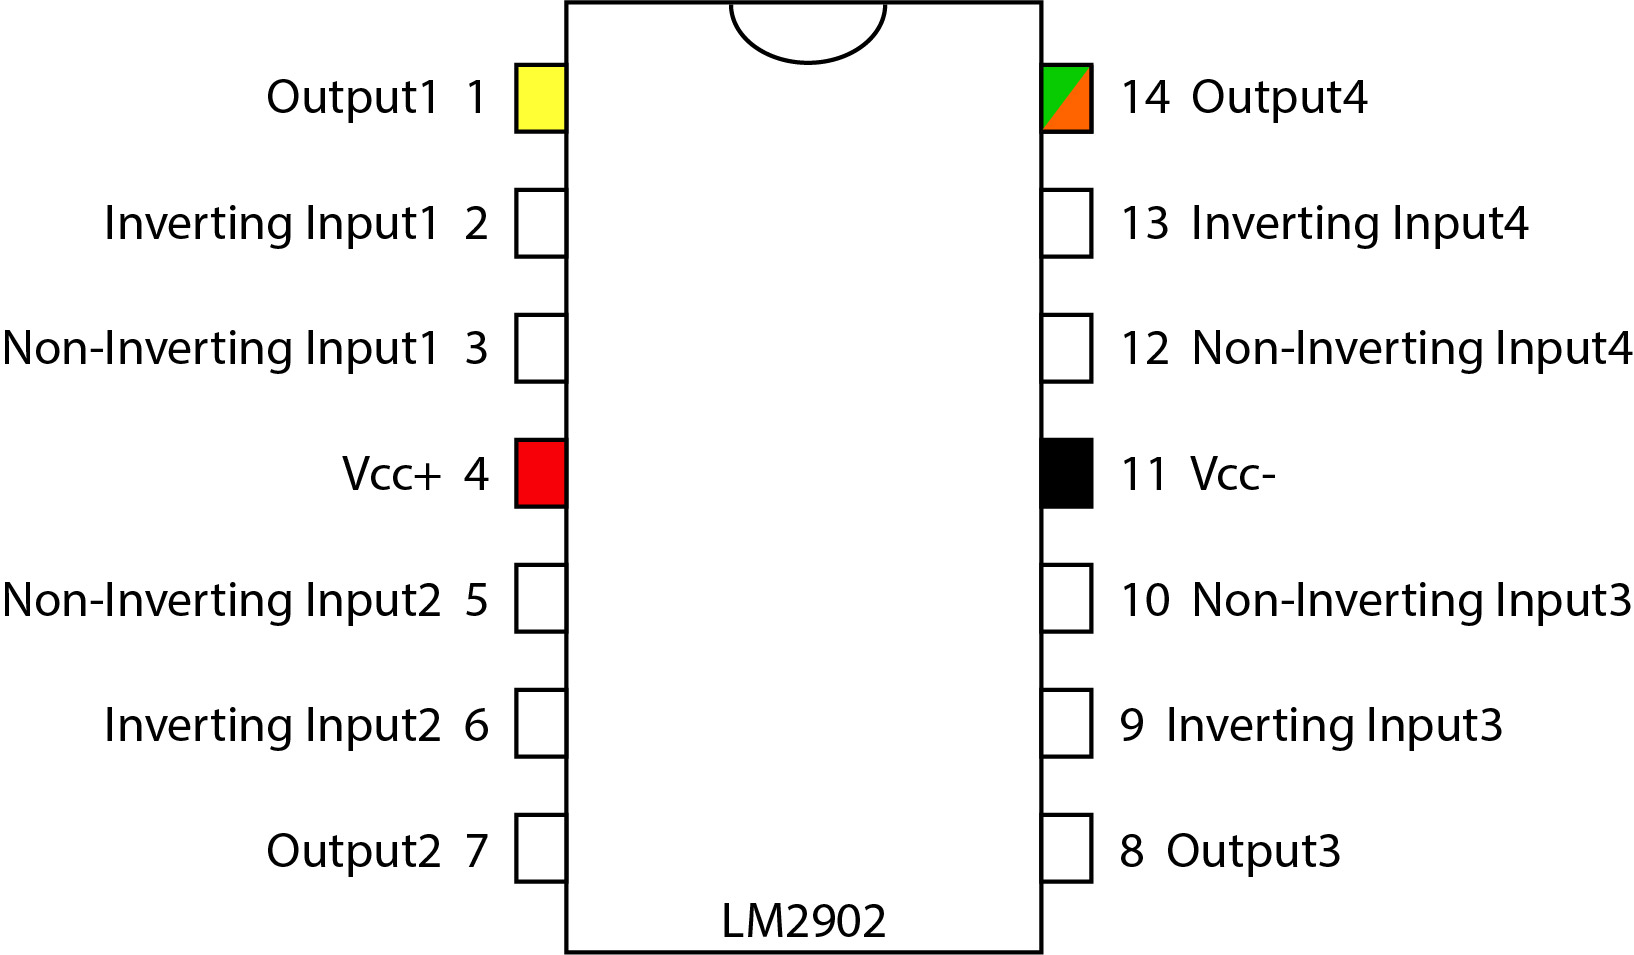 Output1 1
Inverting Input1 2
Non-Inverting Input1 3
Vcc+ 4
Non-Inverting Input2 5
Inverting Input2 6
Output2 7
14 Output4
13 Inverting Input4
12 Non-Inverting Input4
11 Vcc-
10 Non-Inverting Input3
9 Inverting Input3
8 Output3
LM2902